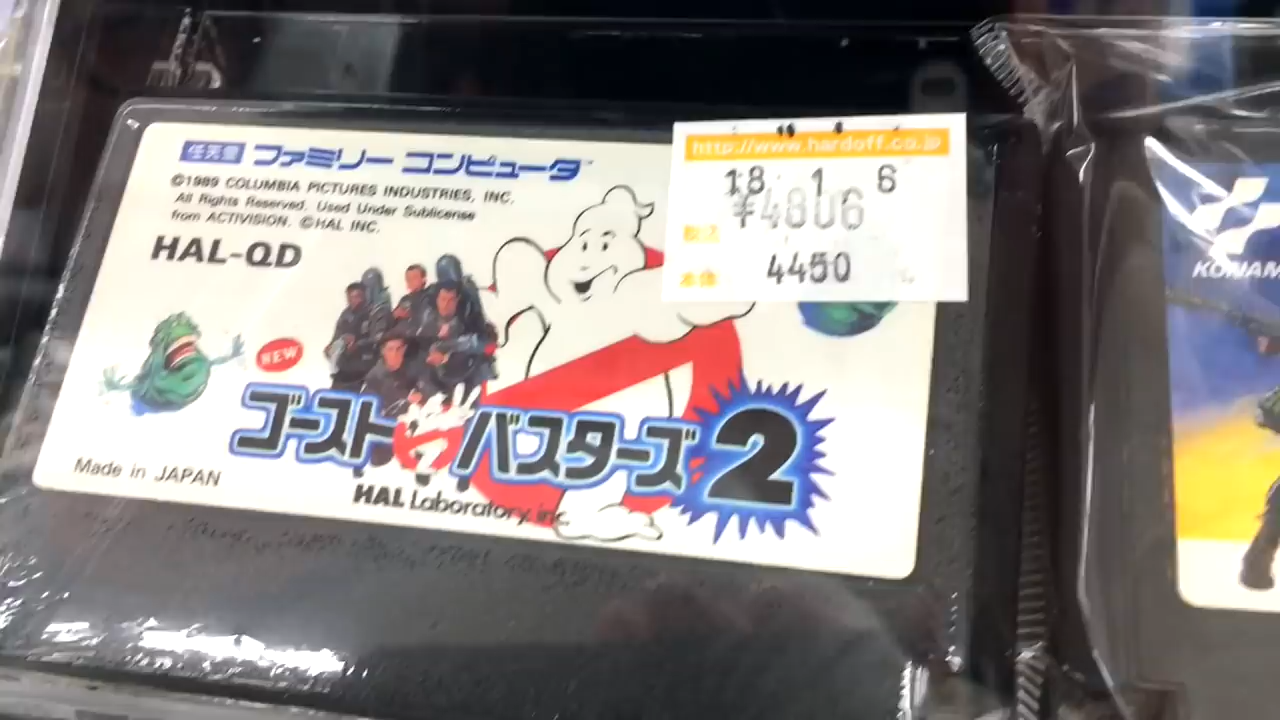 任天堂 ファミリー コンピュータ™
©1989 COLUMBIA PICTURES INDUSTRIES, INC.
All Rights Reserved. Used Under Sublicense
from ACTIVISION. ©HAL INC.
HAL-QD
NEW
ゴーストバスターズ2
Made in JAPAN
HAL Laboratory, inc.
http://www.hardoff.co.jp
18 1 6
税込 ¥4806
本体 4450
KONAM